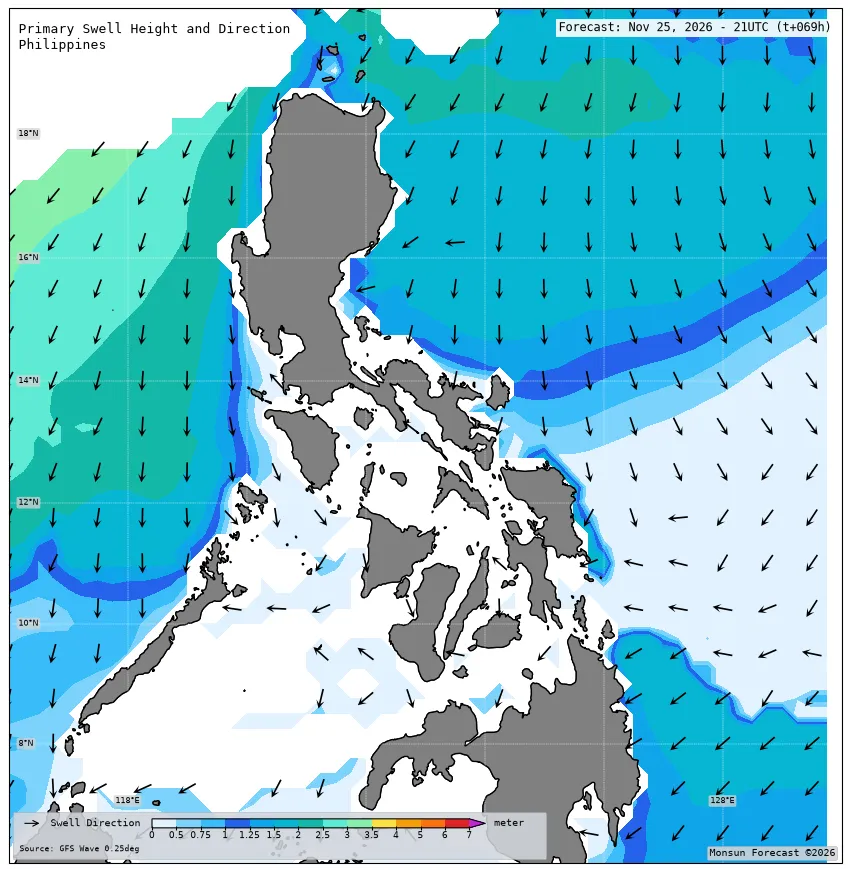 Primary Swell Height and Direction
Philippines
Forecast: Nov 25, 2026 - 21UTC (t+069h)
18°N
16°N
14°N
12°N
10°N
8°N
118°E
128°E
Swell Direction
0 0.5 0.75 1 1.25 1.5 2 2.5 3 3.5 4 5 6 7
meter
Source: GFS Wave 0.25deg
Monsun Forecast ©2026